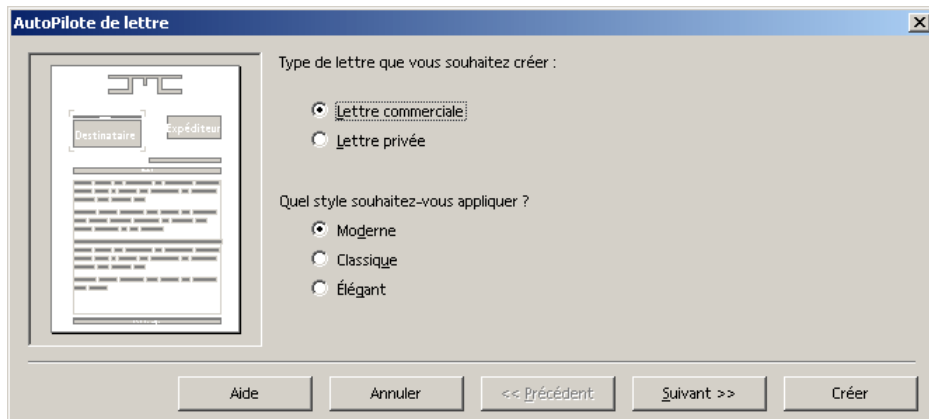 AutoPilote de lettre
Type de lettre que vous souhaitez créer :
Lettre commerciale
Lettre privée
Destinataire
Expéditeur
Quel style souhaitez-vous appliquer ?
Moderne
Classique
Élégant
Aide
Annuler
<< Précédent
Suivant >>
Créer